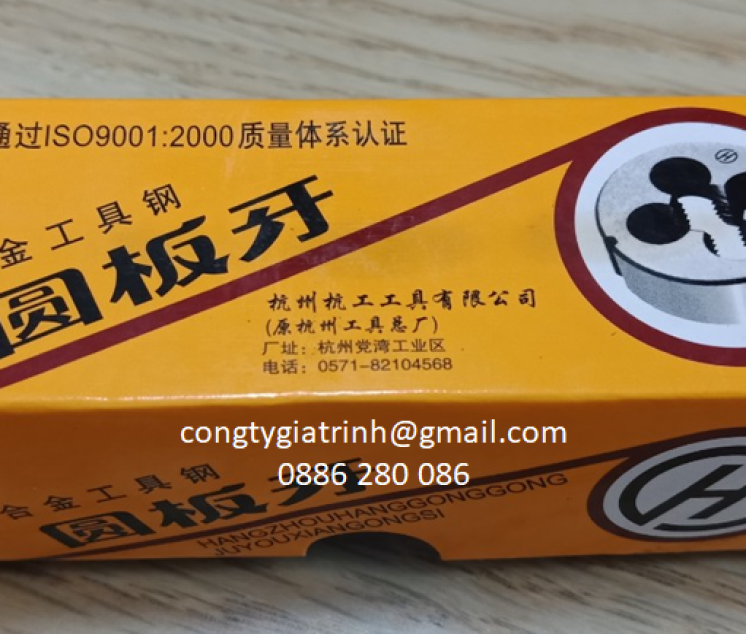 通过ISO9001:2000质量体系认证
金工具钢
圆板牙
杭州杭工工具有限公司
(原杭州工具总厂)
厂址：杭州党湾工业区
电话：0571-82104568
H
congtygiatrinh@gmail.com
0886 280 086
合金工具钢
圆板牙
HANGZHOUHANGGONGGONG
JUYOUXIANGONGSI
H